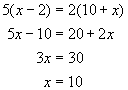 5(x − 2) = 2(10 + x)
5x − 10 = 20 + 2x
3x = 30
x = 10